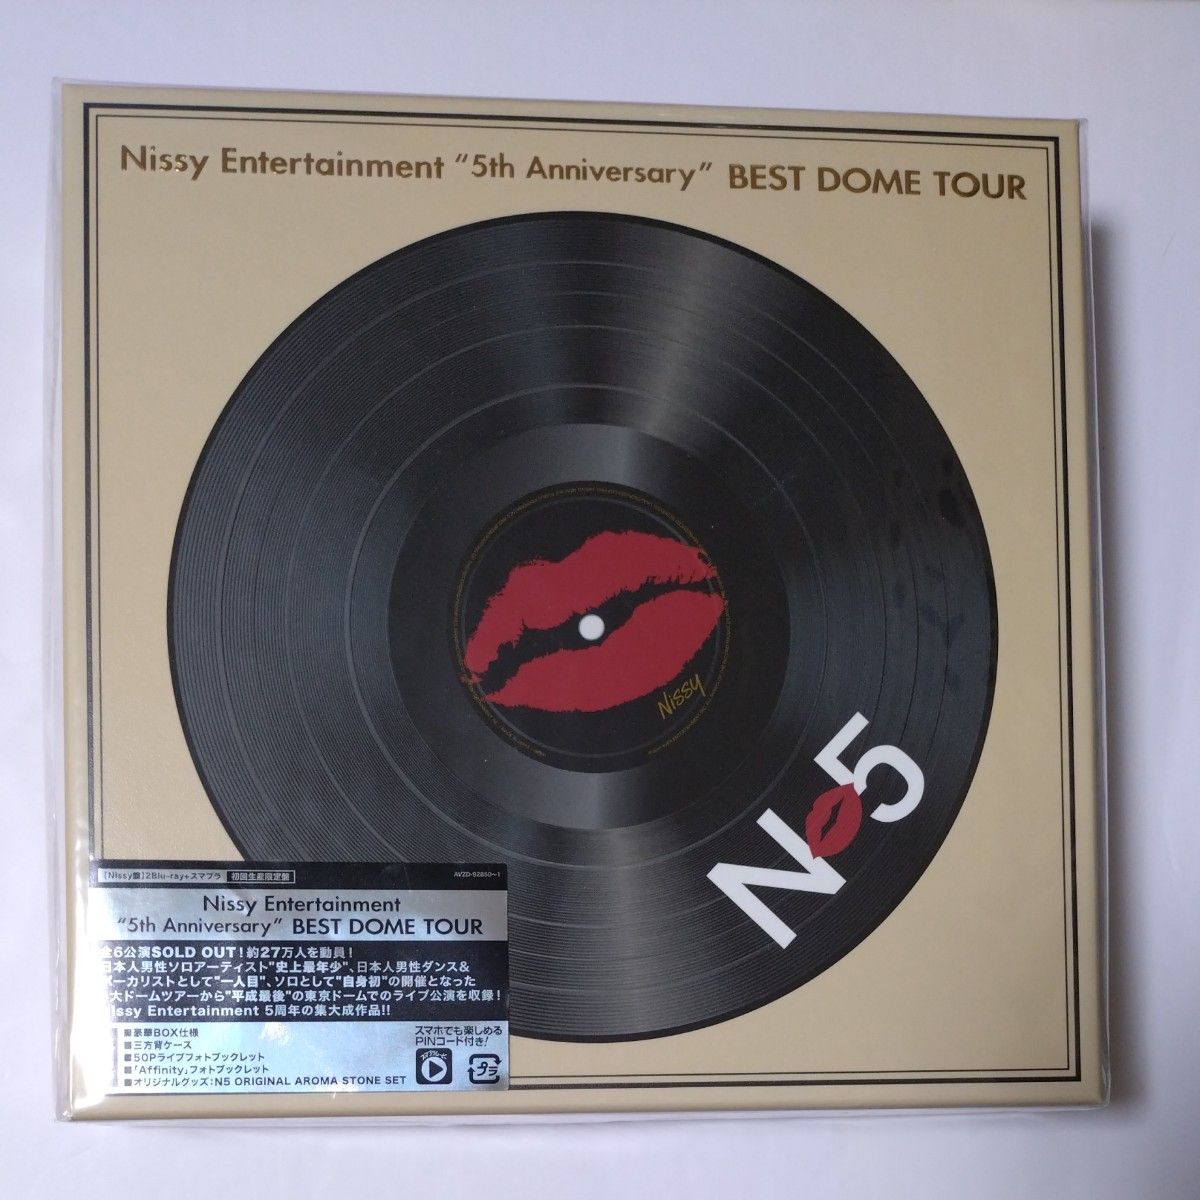 Nissy Entertainment "5th Anniversary" BEST DOME TOUR
Nissy
N5
【Nissy盤】2Blu-ray+スマプラ 初回生産限定盤 AVZD-92850~1
Nissy Entertainment
"5th Anniversary" BEST DOME TOUR
全6公演SOLD OUT!約27万人を動員!
日本人男性ソロアーティスト"史上最年少"、日本人男性ダンス&
ボーカリストとして"一人目"、ソロとして"自身初"の開催となった
大ドームツアーから"平成最後"の東京ドームでのライブ公演を収録!
Nissy Entertainment 5周年の集大成作品!!
■豪華BOX仕様
■三方背ケース
■50Pライブフォトブックレット
■「Affinity」フォトブックレット
■オリジナルグッズ:N5 ORIGINAL AROMA STONE SET
スマホでも楽しめる
PINコード付き!
プラ